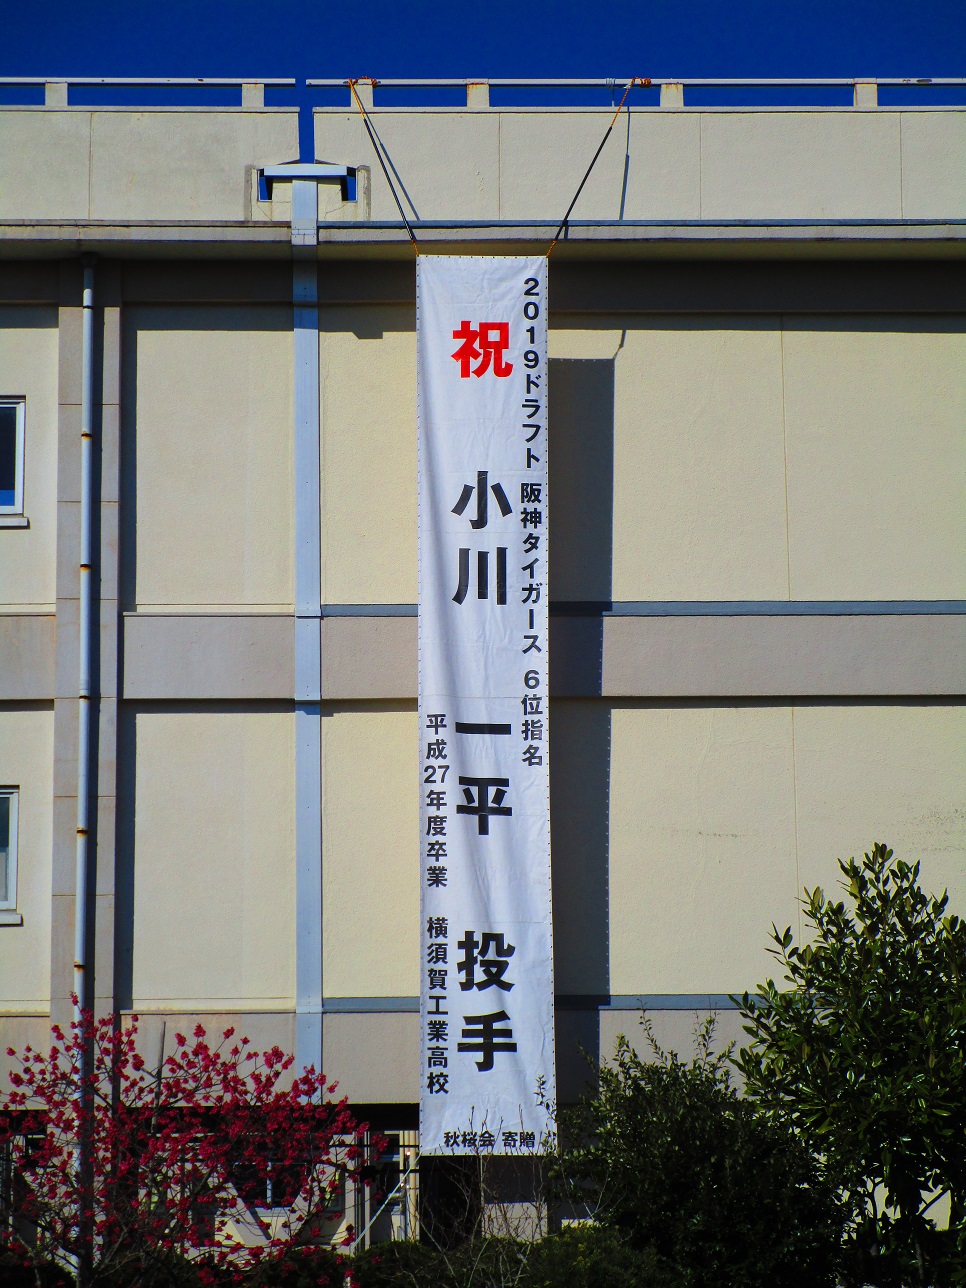 2019ドラフト 阪神タイガース 6位指名
祝 小川 一平 投手
平成27年度卒業 横須賀工業高校
秋桜会 寄贈